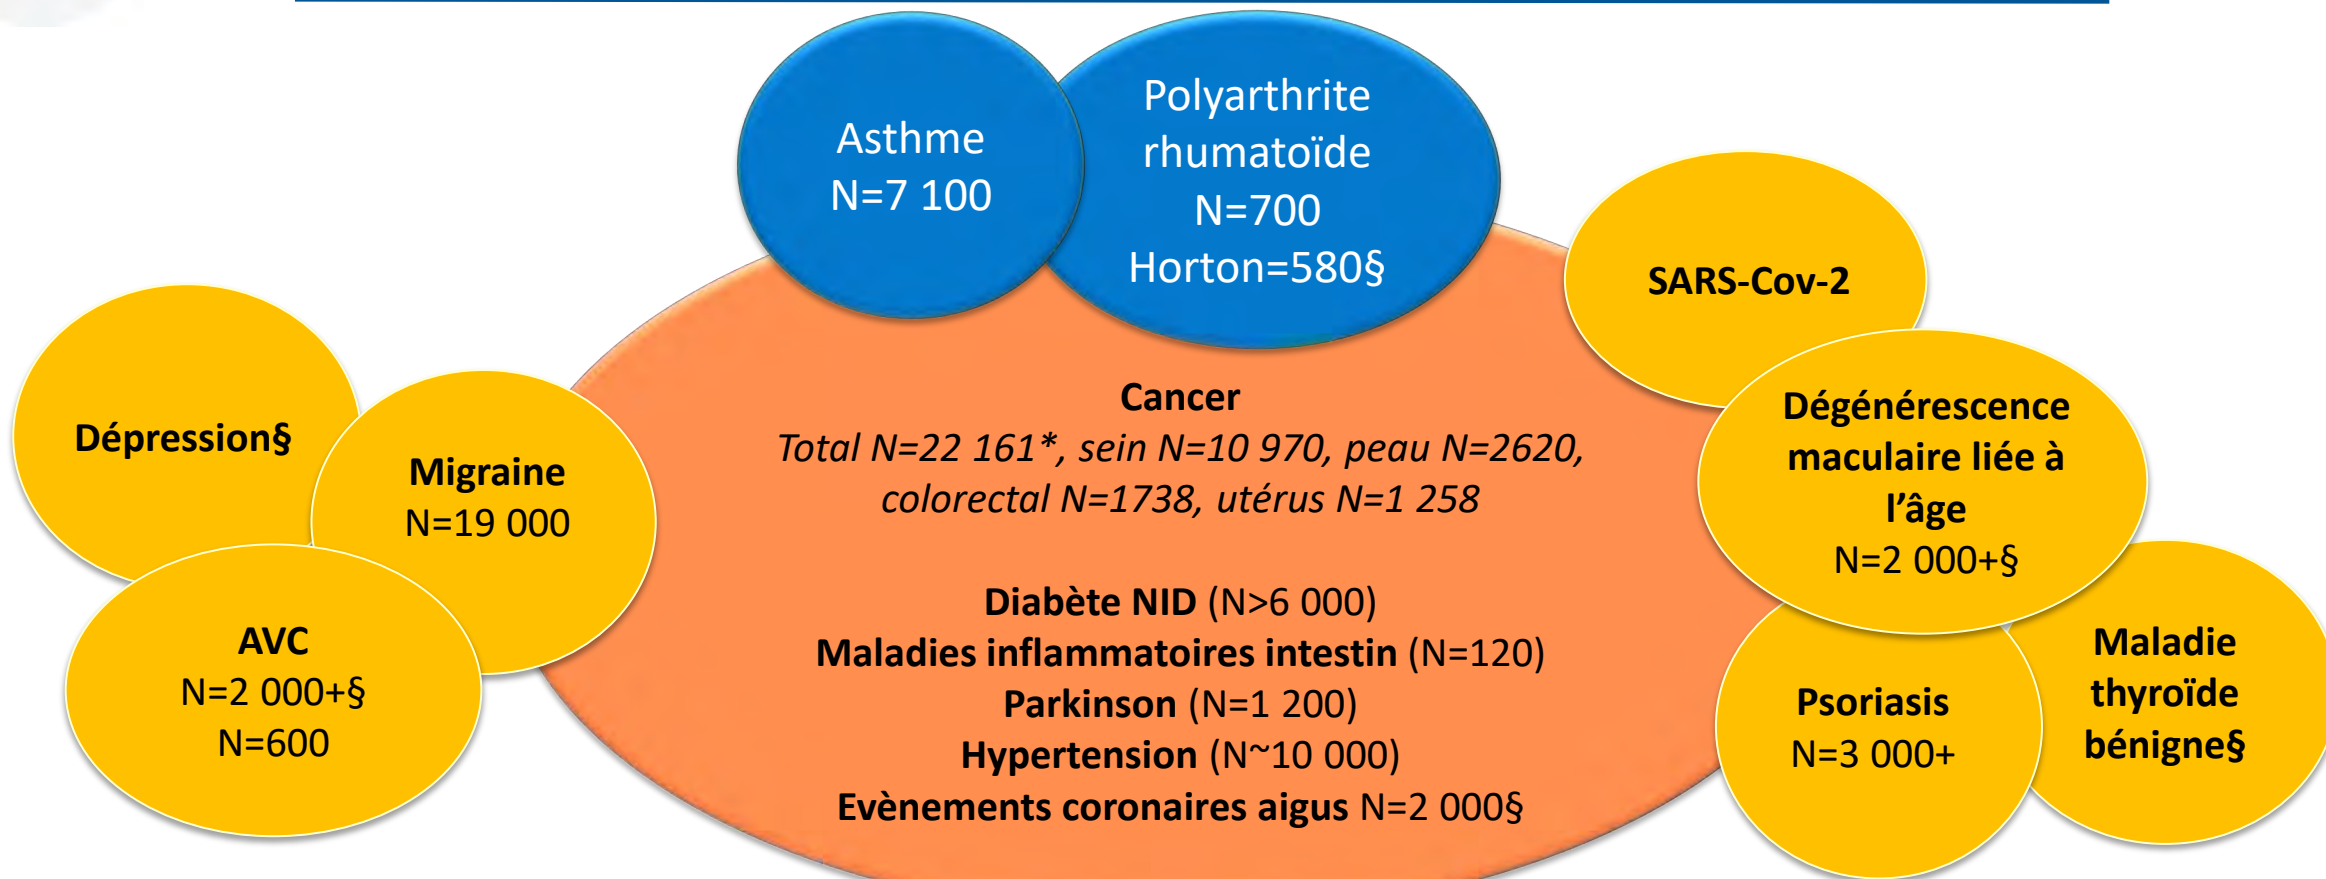 Asthme
N=7 100
Polyarthrite
rhumatoïde
N=700
Horton=580§
SARS-Cov-2
Dépression§
Migraine
N=19 000
AVC
N=2 000+§
N=600
Cancer
Total N=22 161*, sein N=10 970, peau N=2620,
colorectal N=1738, utérus N=1 258
Diabète NID (N>6 000)
Maladies inflammatoires intestin (N=120)
Parkinson (N=1 200)
Hypertension (N~10 000)
Evènements coronaires aigus N=2 000§
Dégénérescence
maculaire liée à
l’âge
N=2 000+§
Psoriasis
N=3 000+
Maladie
thyroïde
bénigne§